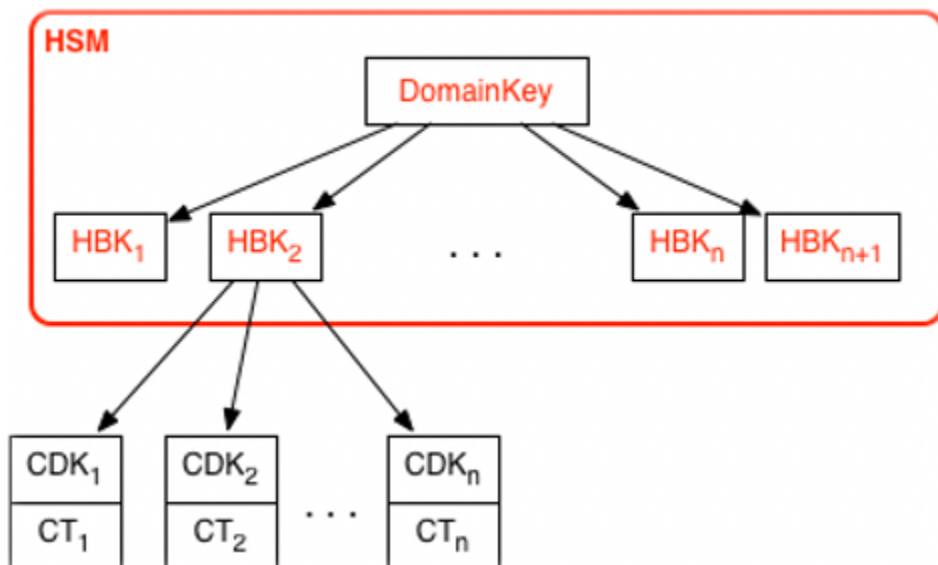 HSM
DomainKey
HBK₁ HBK₂ . . . HBKₙ HBKₙ₊₁
CDK₁ CDK₂ CDKₙ
. . .
CT₁ CT₂ CTₙ